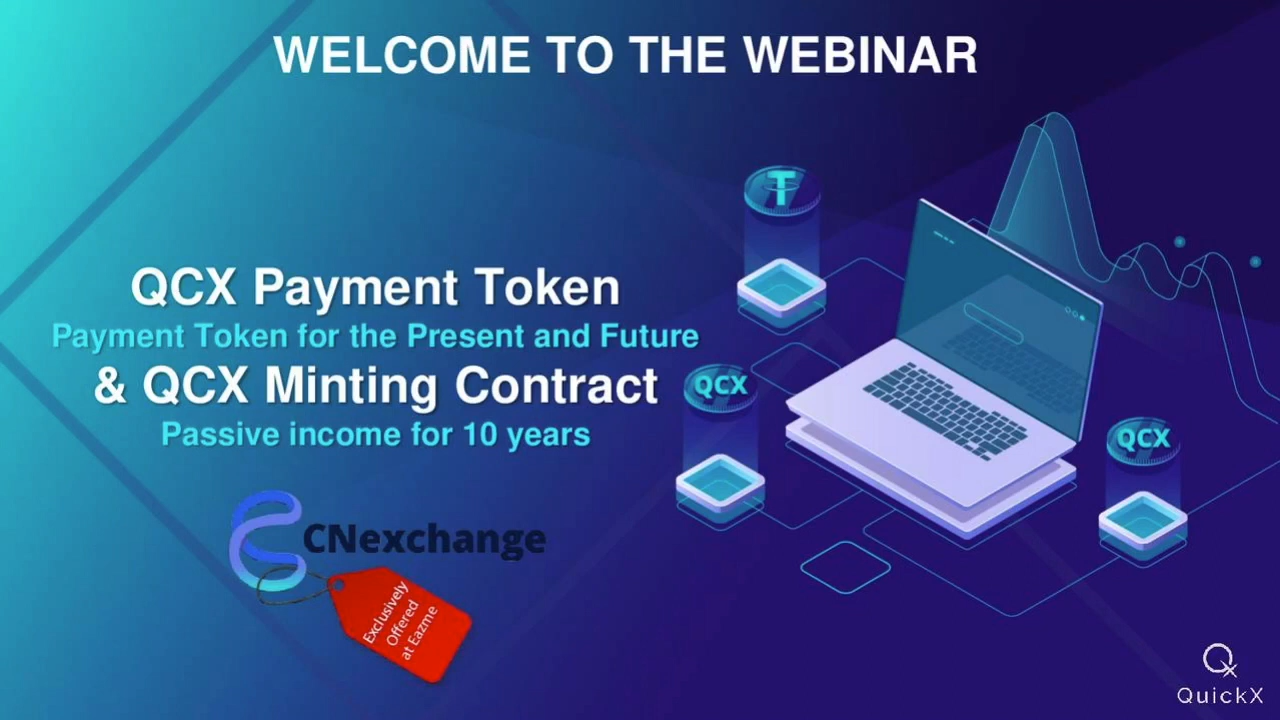 WELCOME TO THE WEBINAR
QCX Payment Token
Payment Token for the Present and Future
& QCX Minting Contract
Passive income for 10 years
CNexchange
Exclusively
Offered
at Eazme
T
QCX
QCX
QuickX